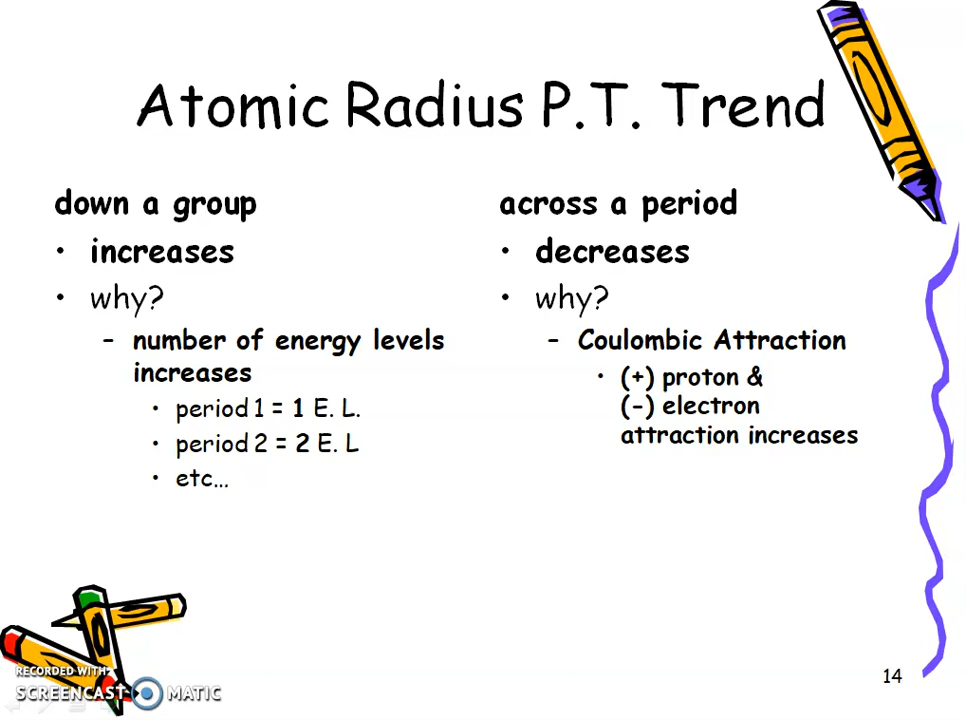 Atomic Radius P.T. Trend
down a group
• increases
• why?
– number of energy levels
increases
• period 1 = 1 E. L.
• period 2 = 2 E. L
• etc…
across a period
• decreases
• why?
– Coulombic Attraction
• (+) proton &
(-) electron
attraction increases
14
RECORDED WITH
SCREENCAST MATIC